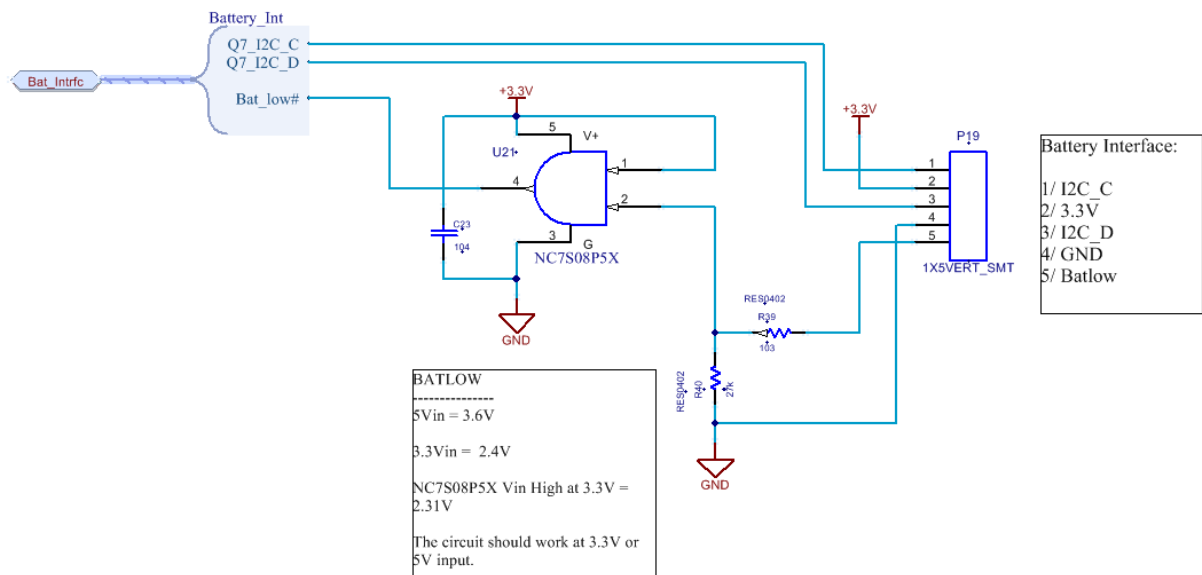 Battery_Int
Q7_I2C_C
Q7_I2C_D
Bat_Intrfc
Bat_low#
+3.3V
+3.3V
5
V+
U21
1
4
2
C23
104
3
G
NC7S08P5X
GND
P19
1
2
3
4
5
1X5VERT_SMT
Battery Interface:
1/ I2C_C
2/ 3.3V
3/ I2C_D
4/ GND
5/ Batlow
RES0402
R39
103
RES0402
R40
27k
GND
BATLOW
---------------
5Vin = 3.6V
3.3Vin =  2.4V
NC7S08P5X Vin High at 3.3V =
2.31V
The circuit should work at 3.3V or
5V input.